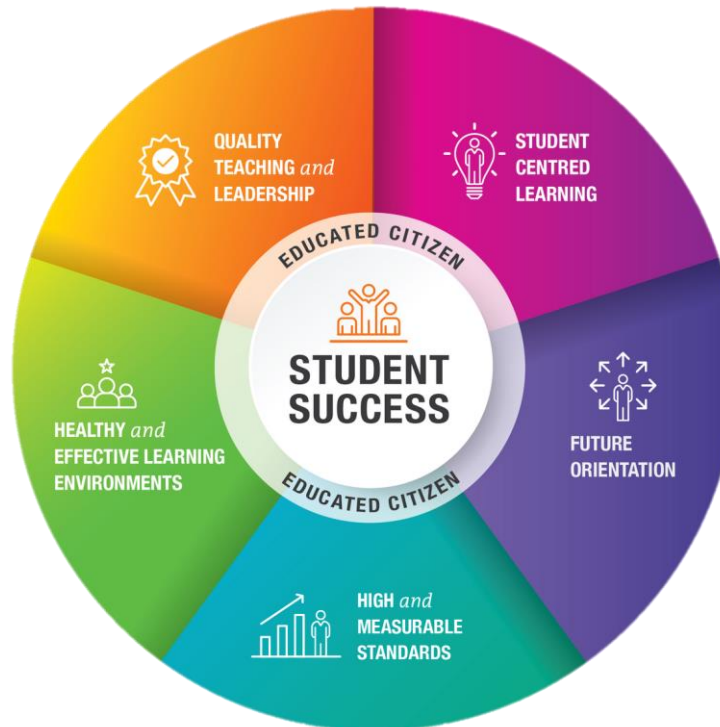 QUALITY
TEACHING and
LEADERSHIP
STUDENT
CENTRED
LEARNING
EDUCATED CITIZEN
STUDENT
SUCCESS
EDUCATED CITIZEN
HEALTHY and
EFFECTIVE LEARNING
ENVIRONMENTS
FUTURE
ORIENTATION
HIGH and
MEASURABLE
STANDARDS